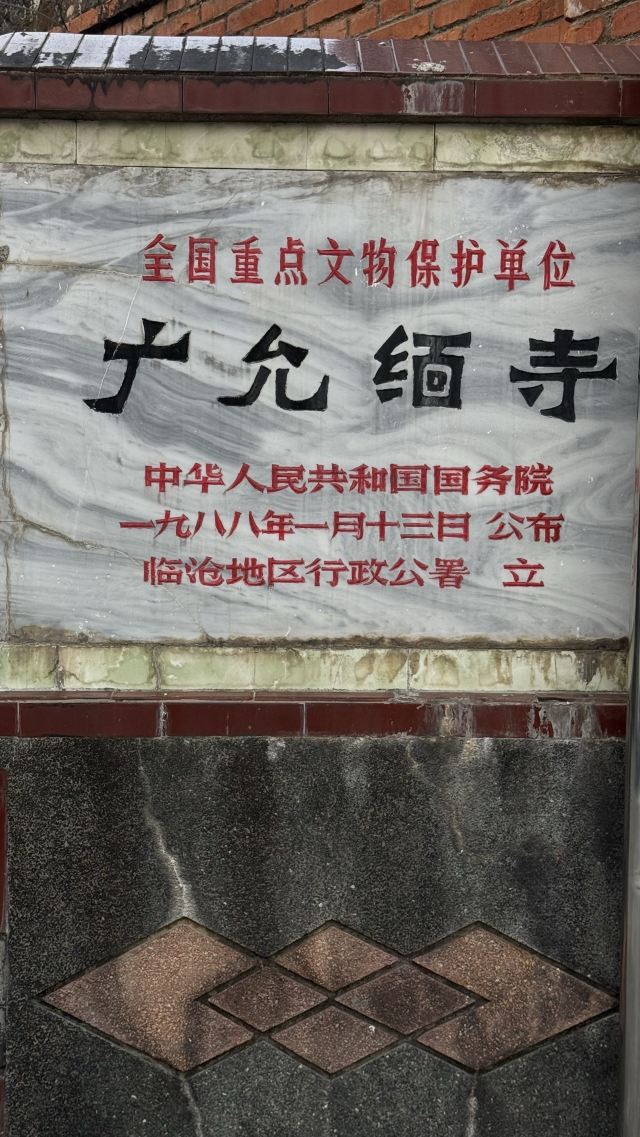 全国重点文物保护单位
广允缅寺
中华人民共和国国务院
一九八八年一月十三日 公布
临沧地区行政公署 立